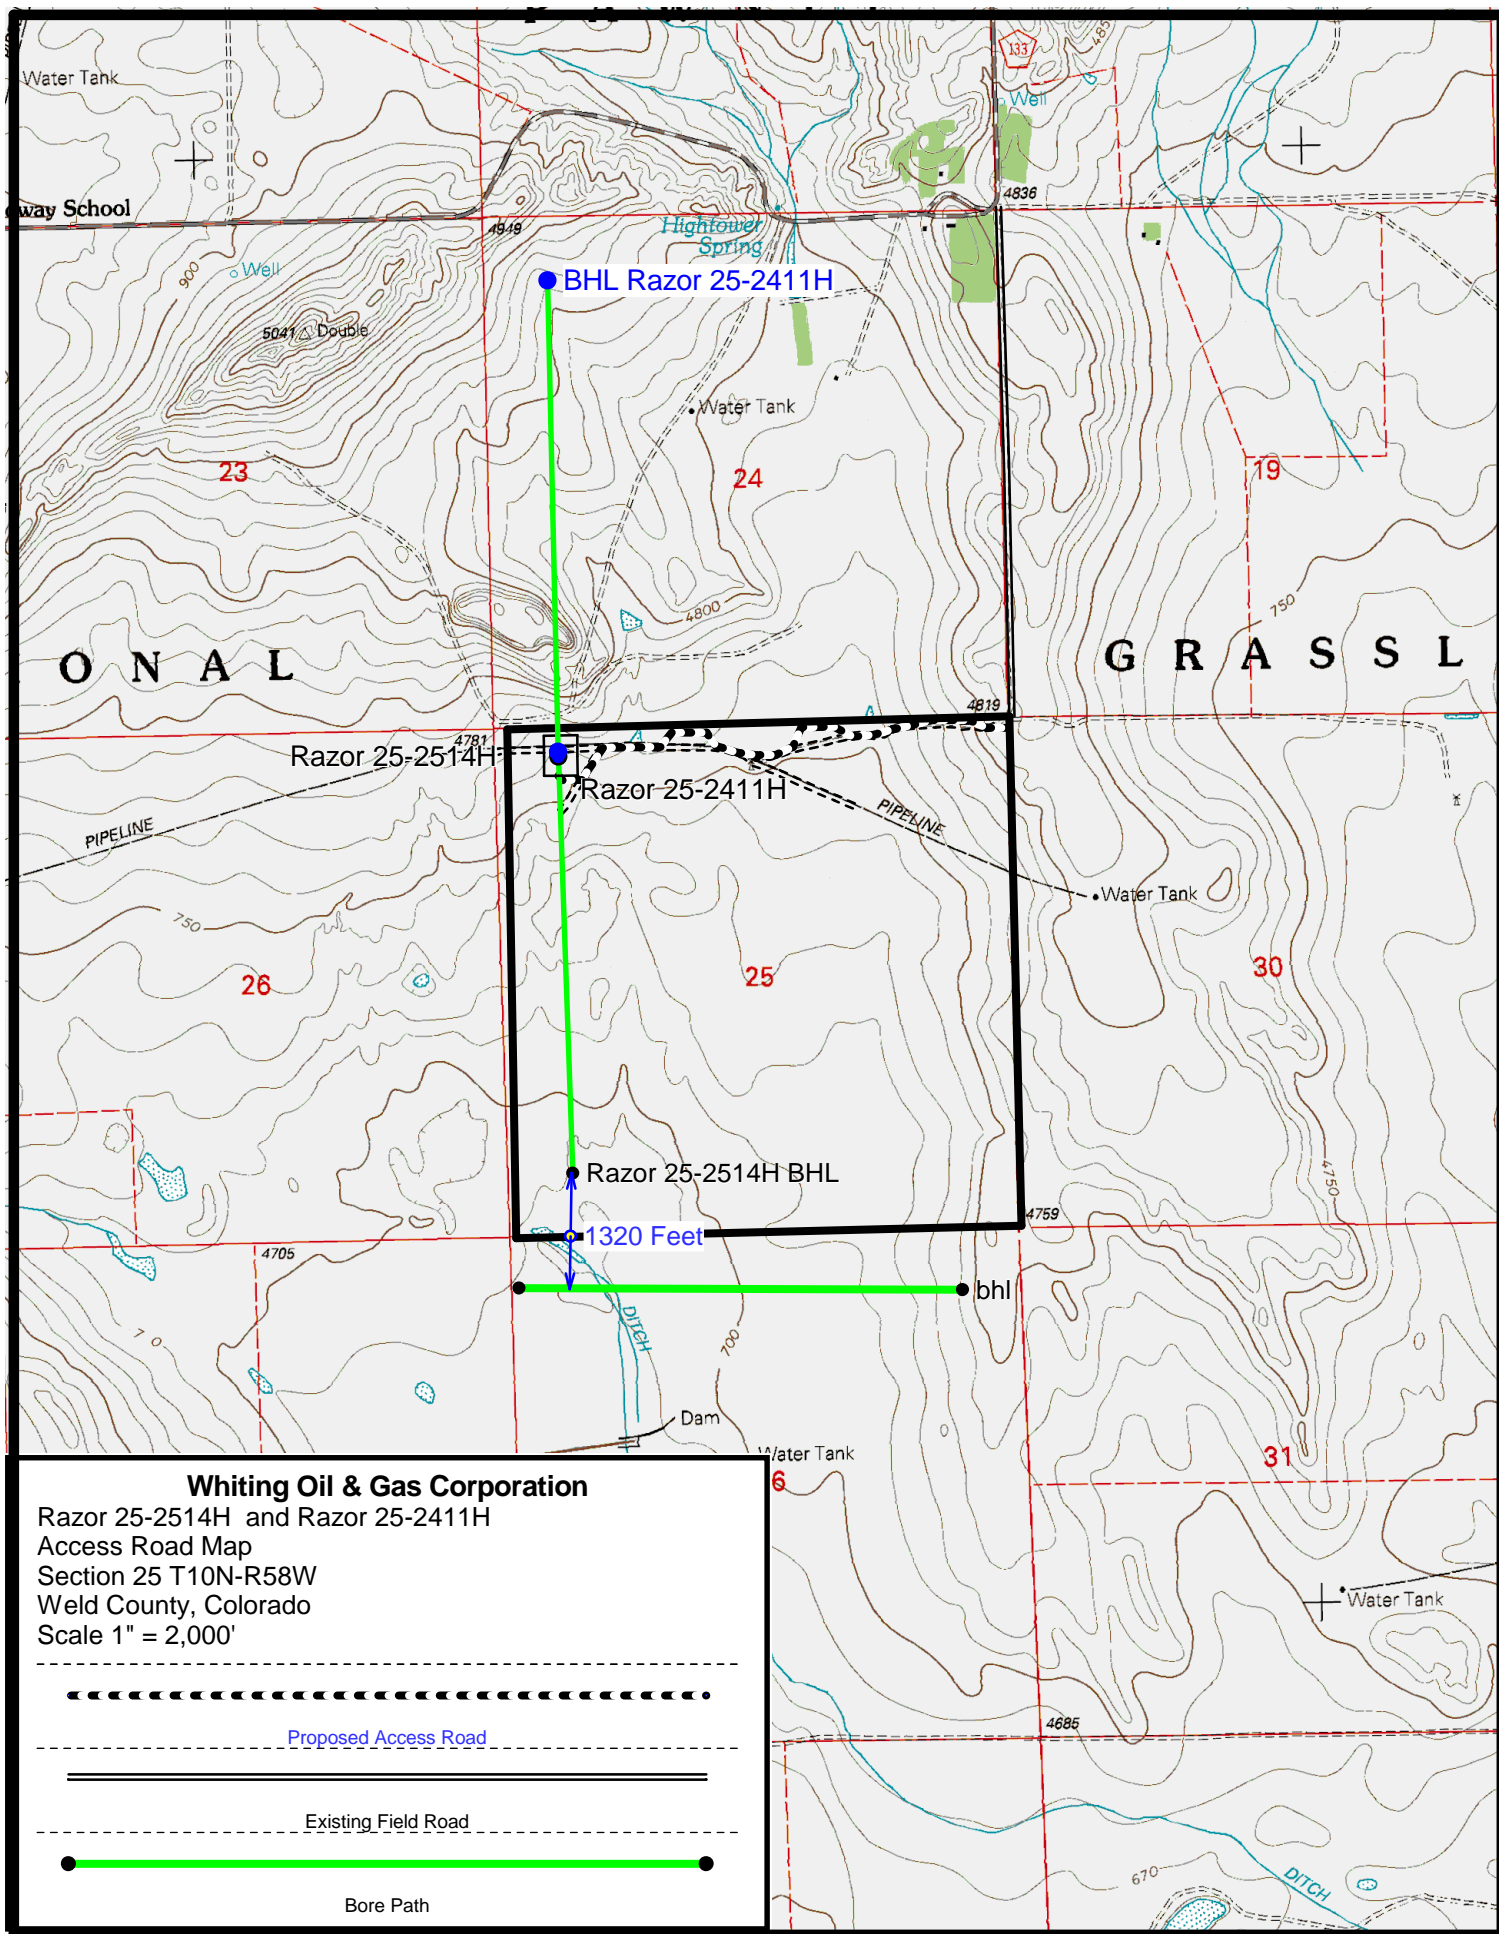 133
Water Tank
Well
way School
4949
4836
Hightower
Spring
Well
900
BHL Razor 25-2411H
5041 Double
Water Tank
23
24
19
4800
750
O N A L
G R A S S L
4819
4781
Razor 25-2514H
Razor 25-2411H
PIPELINE
PIPELINE
Water Tank
750
26
25
30
Razor 25-2514H BHL
4750
4759
1320 Feet
4705
bhl
DITCH
70
700
Dam
Water Tank
6
31
Whiting Oil & Gas Corporation
Razor 25-2514H and Razor 25-2411H
Access Road Map
Section 25 T10N-R58W
Weld County, Colorado
Scale 1" = 2,000'
Water Tank
Proposed Access Road
4685
Existing Field Road
670
DITCH
Bore Path